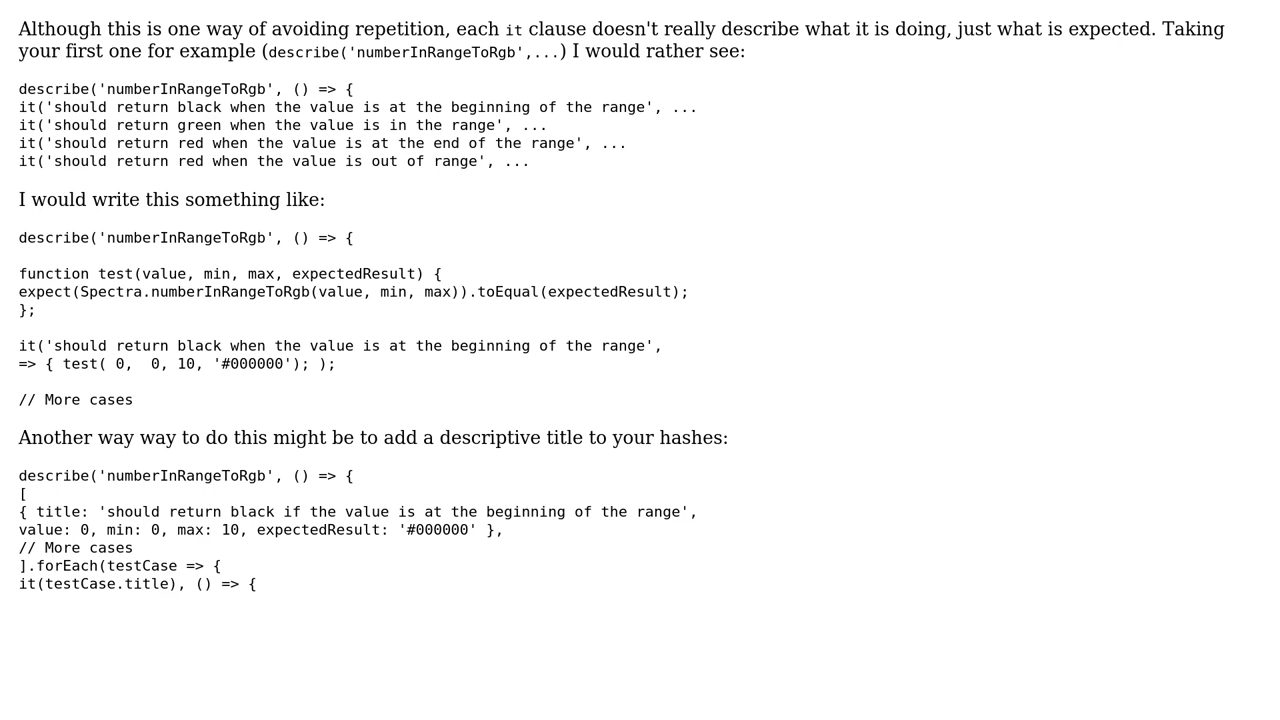 Although this is one way of avoiding repetition, each it clause doesn't really describe what it is doing, just what is expected. Taking
your first one for example (describe('numberInRangeToRgb',...) I would rather see:
describe('numberInRangeToRgb', () => {
it('should return black when the value is at the beginning of the range', ...
it('should return green when the value is in the range', ...
it('should return red when the value is at the end of the range', ...
it('should return red when the value is out of range', ...
I would write this something like:
describe('numberInRangeToRgb', () => {
function test(value, min, max, expectedResult) {
expect(Spectra.numberInRangeToRgb(value, min, max)).toEqual(expectedResult);
};
it('should return black when the value is at the beginning of the range',
=> { test( 0,  0, 10, '#000000'); );
// More cases
Another way way to do this might be to add a descriptive title to your hashes:
describe('numberInRangeToRgb', () => {
[
{ title: 'should return black if the value is at the beginning of the range',
value: 0, min: 0, max: 10, expectedResult: '#000000' },
// More cases
].forEach(testCase => {
it(testCase.title), () => {